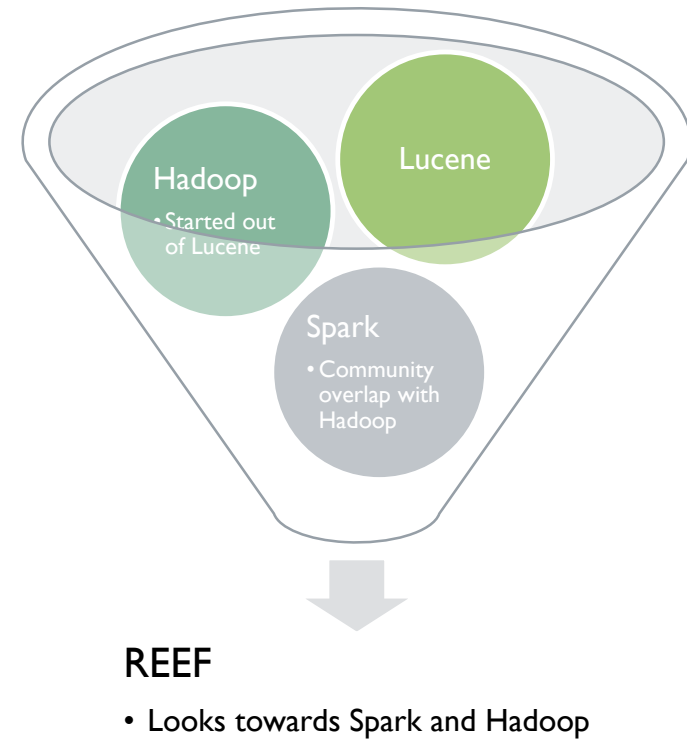 Lucene
Hadoop
• Started out
of Lucene
Spark
• Community
overlap with
Hadoop
REEF
• Looks towards Spark and Hadoop